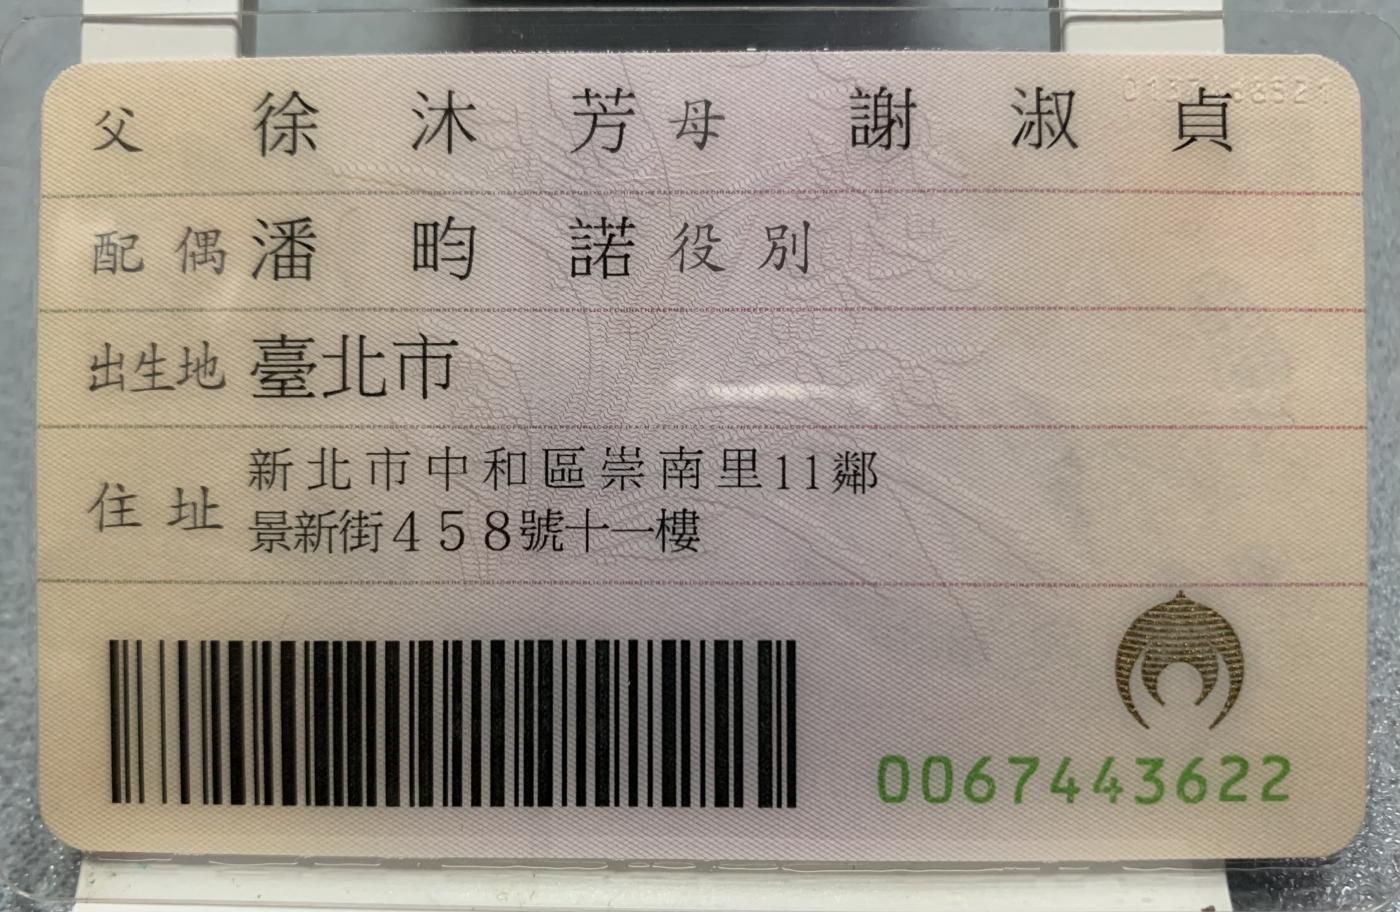 父 徐沐芳 母 謝淑貞
配偶 潘畇諾 役別
出生地 臺北市
住址 新北市中和區崇南里11鄰
景新街458號十一樓
0067443622